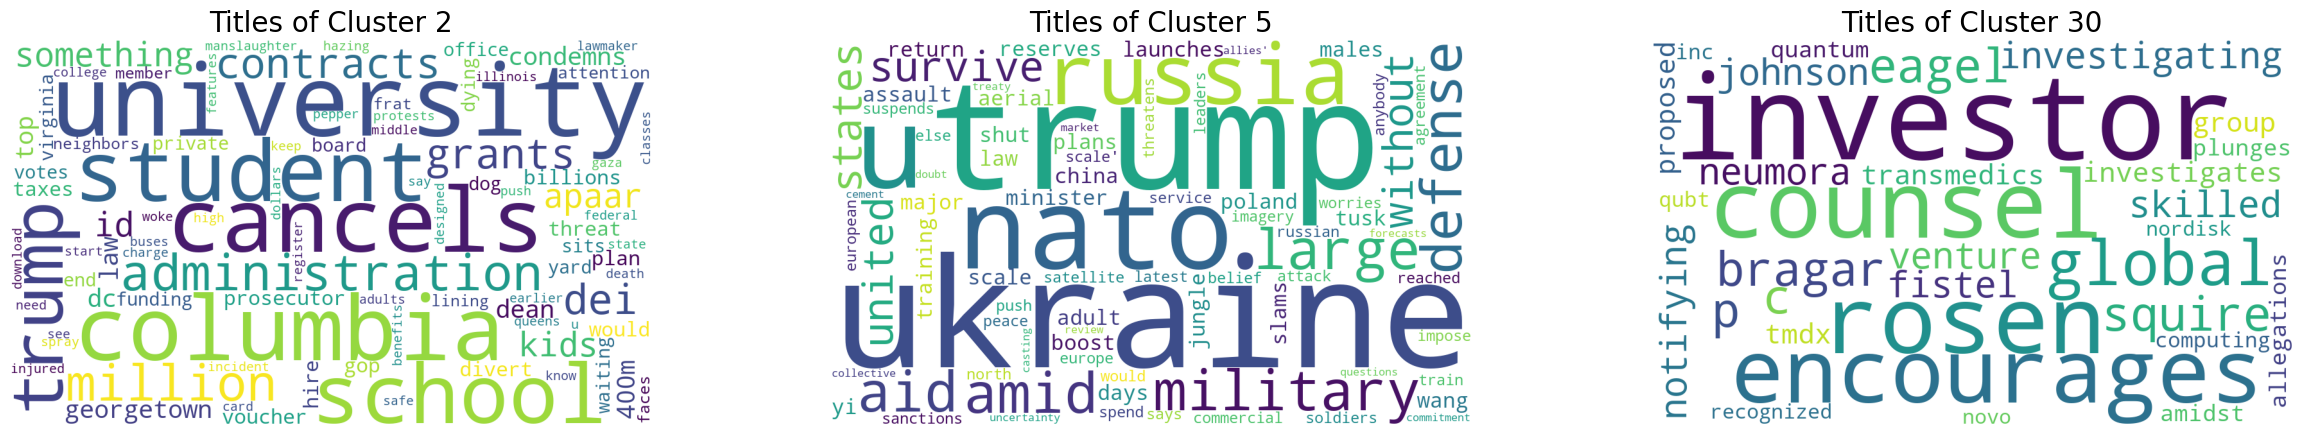 Titles of Cluster 2
something
manslaughter
hazing
office
lawmaker
condemns
contracts
college
member
features
dying
illinois
attention
university
virginia
top
frat
pepper
protests
middle
neighbors
private
keep
board
classes
student
grants
gaza
votes
taxes
say
dog
push
billions
dollars
designed
apaar
id
woke
high
cancels
federal
threat
trump
law
buses
charge
start
register
sits
state
download
yard
plan
death
end
administration
need
dc
funding
prosecutor
adults
lining
earlier
dei
dean
queens
u
would
see
spray
columbia
benefits
kids
waiting
injured
million
incident
gop
divert
know
400m
faces
hire
school
safe
georgetown
card
voucher
Titles of Cluster 5
return
reserves
launches
allies'
males
states
survive
russia
without
defense
assault
treaty
aerial
suspends
threatens
leaders
anybody
agreement
else
shut
market
plans
utrump
law
scale'
china
doubt
cement
minister
service
poland
worries
european
united
major
nato
imagery
tusk
russian
forecasts
training
large
scale
satellite
latest
belief
attack
reached
push
jungle
slams
ukraine
peace
adult
impose
review
casting
boost
europe
collective
north
would
questions
aid
amid
days
military
train
yi
spend
wang
sanctions
uncertainty
says
commercial
soldiers
commitment
Titles of Cluster 30
proposed
inc
quantum
johnson
eagel
investigating
investor
group
plunges
neumora
transmedics
investigates
qubt
counsel
skilled
nordisk
notifying
bragar
venture
global
fistel
c
p
rosen
squire
allegations
tmdx
computing
encourages
recognized
novo
amidst